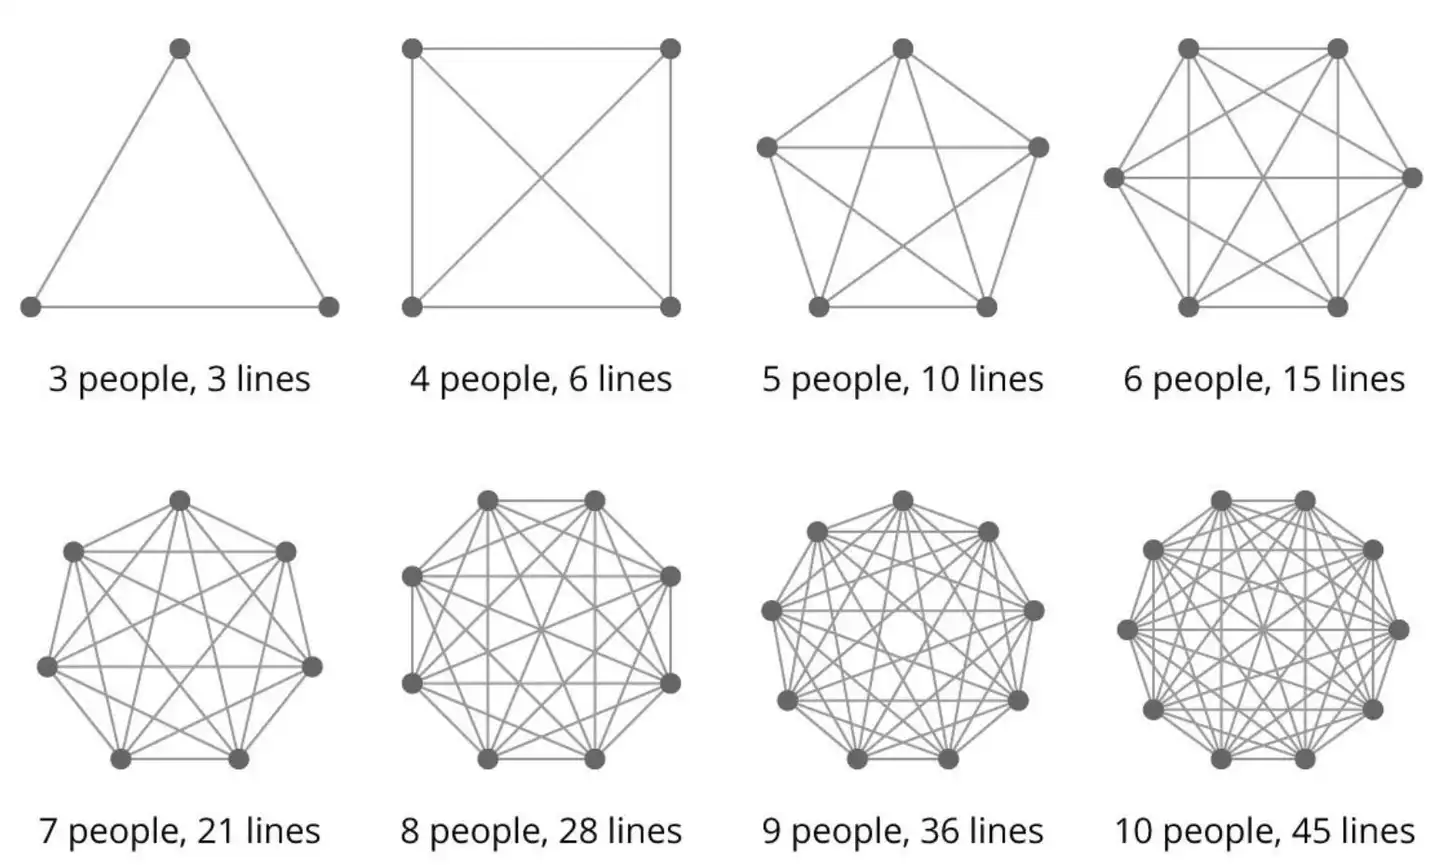 3 people, 3 lines
4 people, 6 lines
5 people, 10 lines
6 people, 15 lines
7 people, 21 lines
8 people, 28 lines
9 people, 36 lines
10 people, 45 lines